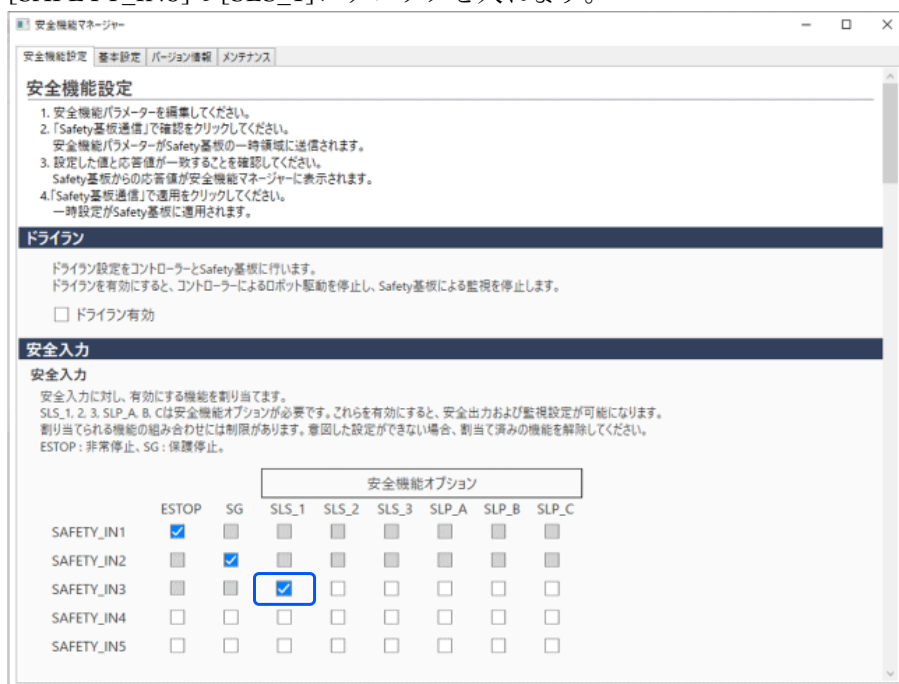 [SAFETY_IN3]の[SLS_1]にチェックを入れます。
安全機能マネージャー
安全機能設定 基本設定 バージョン情報 メンテナンス
安全機能設定
1. 安全機能パラメーターを編集してください。
2.「Safety基板通信」で確認をクリックしてください。
安全機能パラメーターがSafety基板の一時領域に送信されます。
3. 設定した値と応答値が一致することを確認してください。
Safety基板からの応答値が安全機能マネージャーに表示されます。
4.「Safety基板通信」で適用をクリックしてください。
一時設定がSafety基板に適用されます。
ドライラン
ドライラン設定をコントローラーとSafety基板に行います。
ドライランを有効にすると、コントローラーによるロボット駆動を停止し、Safety基板による監視を停止します。
ドライラン有効
安全入力
安全入力
安全入力に対し、有効にする機能を割り当てます。
SLS_1, 2, 3, SLP_A, B, Cは安全機能オプションが必要です。これらを有効にすると、安全出力および監視設定が可能になります。
割り当てられる機能の組み合わせには制限があります。意図した設定ができない場合、割当て済みの機能を解除してください。
ESTOP : 非常停止、SG : 保護停止。
安全機能オプション
ESTOP SG SLS_1 SLS_2 SLS_3 SLP_A SLP_B SLP_C
SAFETY_IN1
SAFETY_IN2
SAFETY_IN3
SAFETY_IN4
SAFETY_IN5